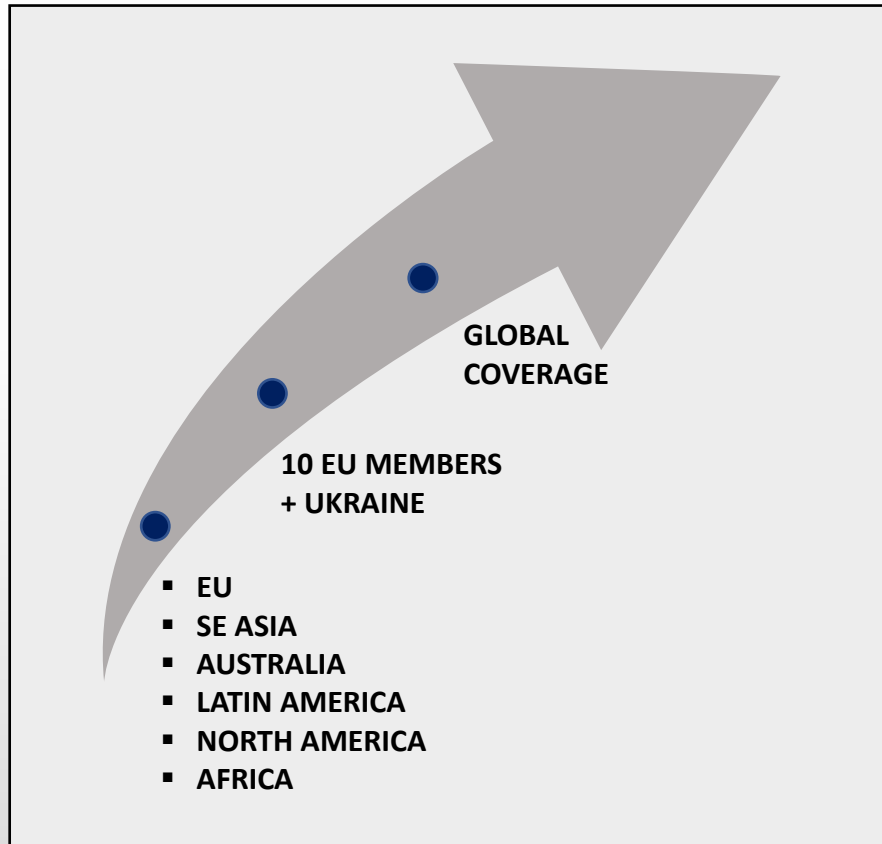 GLOBAL
COVERAGE
10 EU MEMBERS
+ UKRAINE
▪ EU
▪ SE ASIA
▪ AUSTRALIA
▪ LATIN AMERICA
▪ NORTH AMERICA
▪ AFRICA